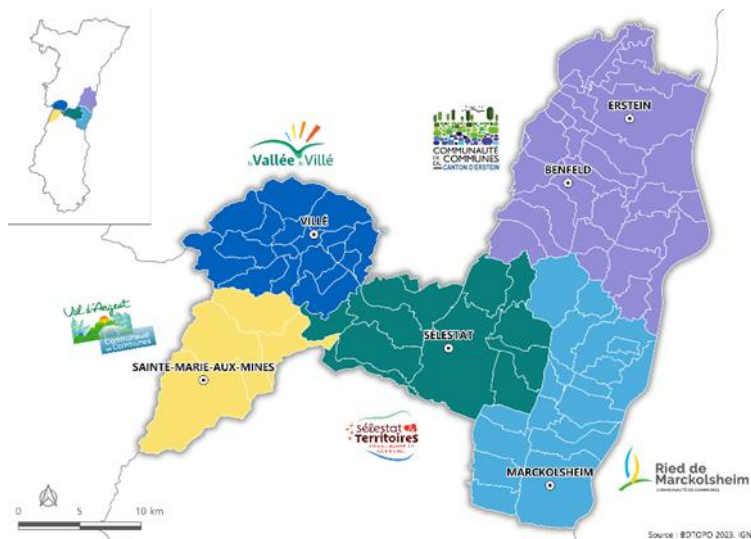 la Vallée de Villé
COMMUNAUTÉ
DE
COMMUNES
DU
CANTON D'ERSTEIN
ERSTEIN
BENFELD
VILLÉ
Val d'Argent
Communauté
de Communes
SÉLESTAT
SAINTE-MARIE-AUX-MINES
Sélestat
Territoires
MARCKOLSHEIM
Ried de
Marckolsheim
COMMUNAUTÉ DE COMMUNES
0 5 10 km
Source : BDTOPO 2023, IGN